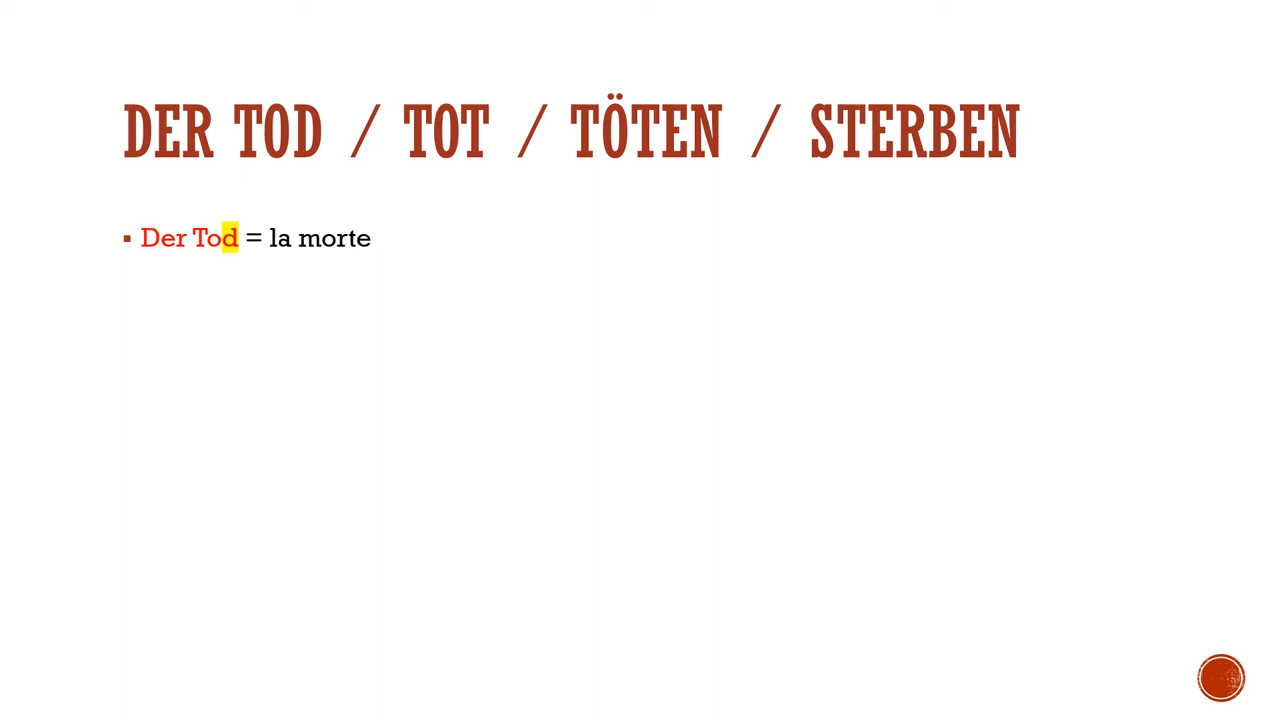 DER TOD / TOT / TÖTEN / STERBEN
▪ Der Tod = la morte